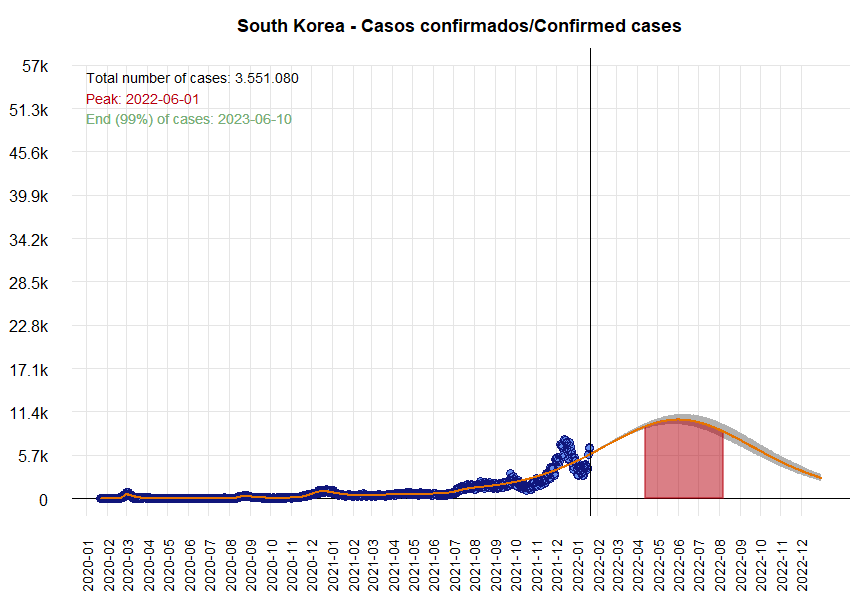 South Korea - Casos confirmados/Confirmed cases
57k
Total number of cases: 3.551.080
Peak: 2022-06-01
51.3k
End (99%) of cases: 2023-06-10
45.6k
39.9k
34.2k
28.5k
22.8k
17.1k
11.4k
5.7k
0
2020-01
2020-02
2020-03
2020-04
2020-05
2020-06
2020-07
2020-08
2020-09
2020-10
2020-11
2020-12
2021-01
2021-02
2021-03
2021-04
2021-05
2021-06
2021-07
2021-08
2021-09
2021-10
2021-11
2021-12
2022-01
2022-02
2022-03
2022-04
2022-05
2022-06
2022-07
2022-08
2022-09
2022-10
2022-11
2022-12